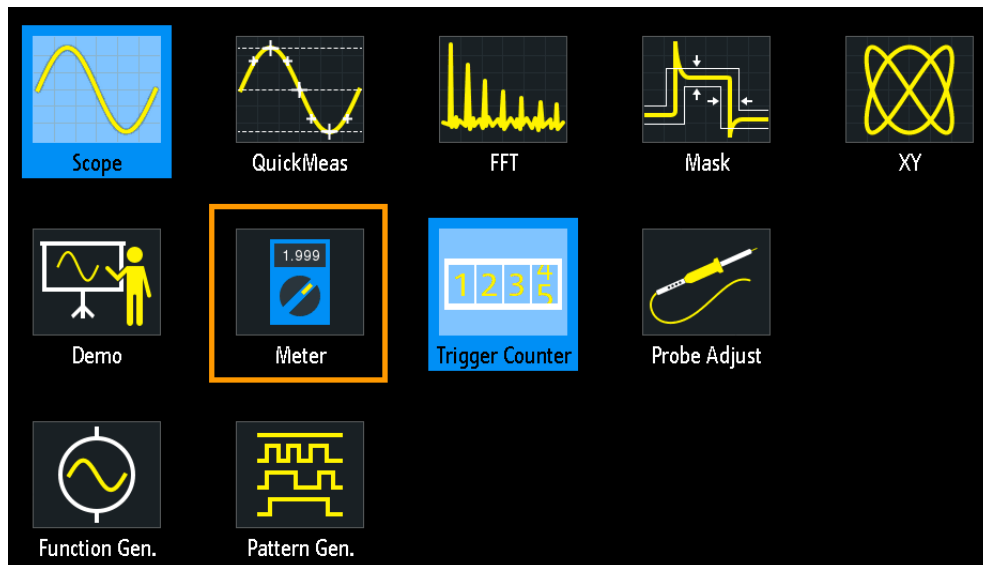 Scope
QuickMeas
FFT
Mask
XY
1.999
Demo
Meter
1 2 3 4
5
Trigger Counter
Probe Adjust
Function Gen.
Pattern Gen.